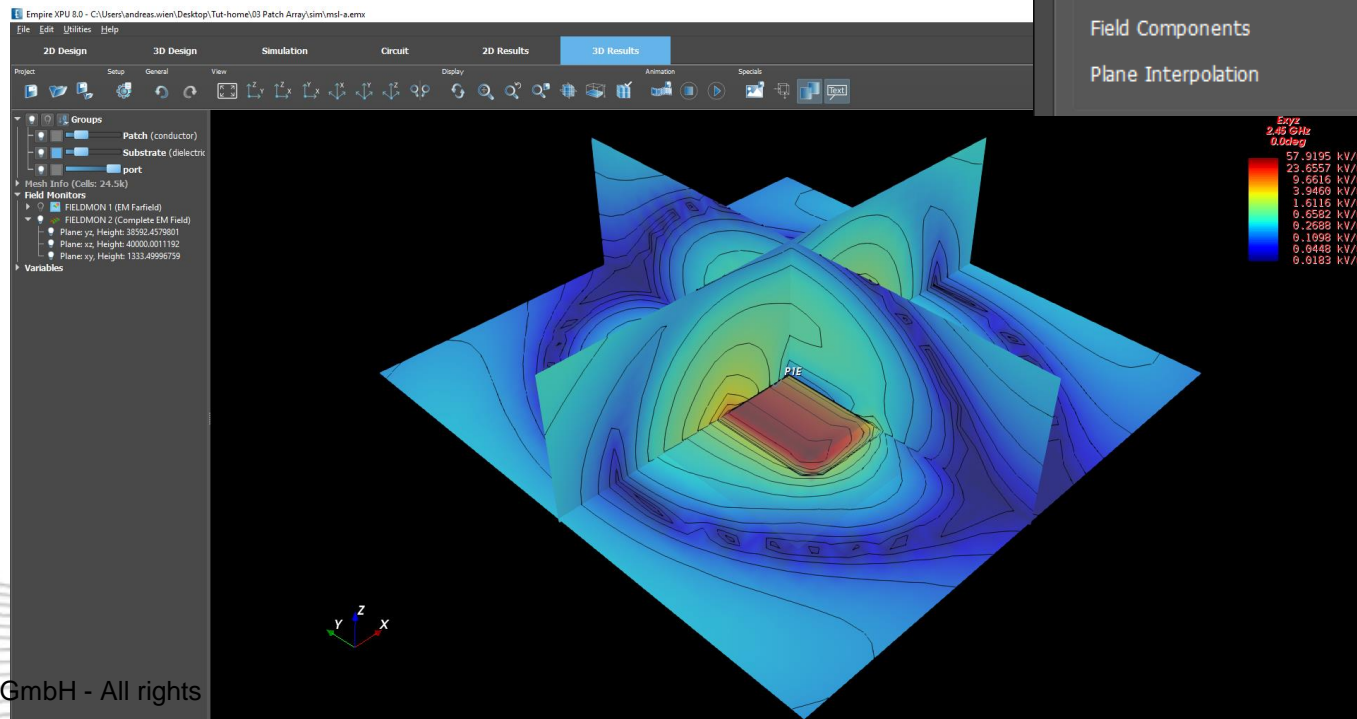 Empire XPU 8.0 - C:\Users\andreas.wien\Desktop\Tut-home\03 Patch Array\sim\msl-a.emx
File Edit Utilities Help
2D Design 3D Design Simulation Circuit 2D Results 3D Results
Project Setup General View Display Animation Specials
Text
Field Components
Plane Interpolation
Groups
Patch (conductor)
Substrate (dielectric
port
Mesh Info (Cells: 24.5k)
Field Monitors
FIELDMON 1 (EM Farfield)
FIELDMON 2 (Complete EM Field)
Plane: yz, Height: 38592.4579801
Plane: xz, Height: 40000.0011192
Plane: xy, Height: 1333.49996759
Variables
Exyz
2.45 GHz
0.0deg
57.9195 kV/
23.6557 kV/
9.6616 kV/
3.9460 kV/
1.6116 kV/
0.6582 kV/
0.2688 kV/
0.1098 kV/
0.0448 kV/
0.0183 kV/
P1E
Z
Y X
GmbH - All rights